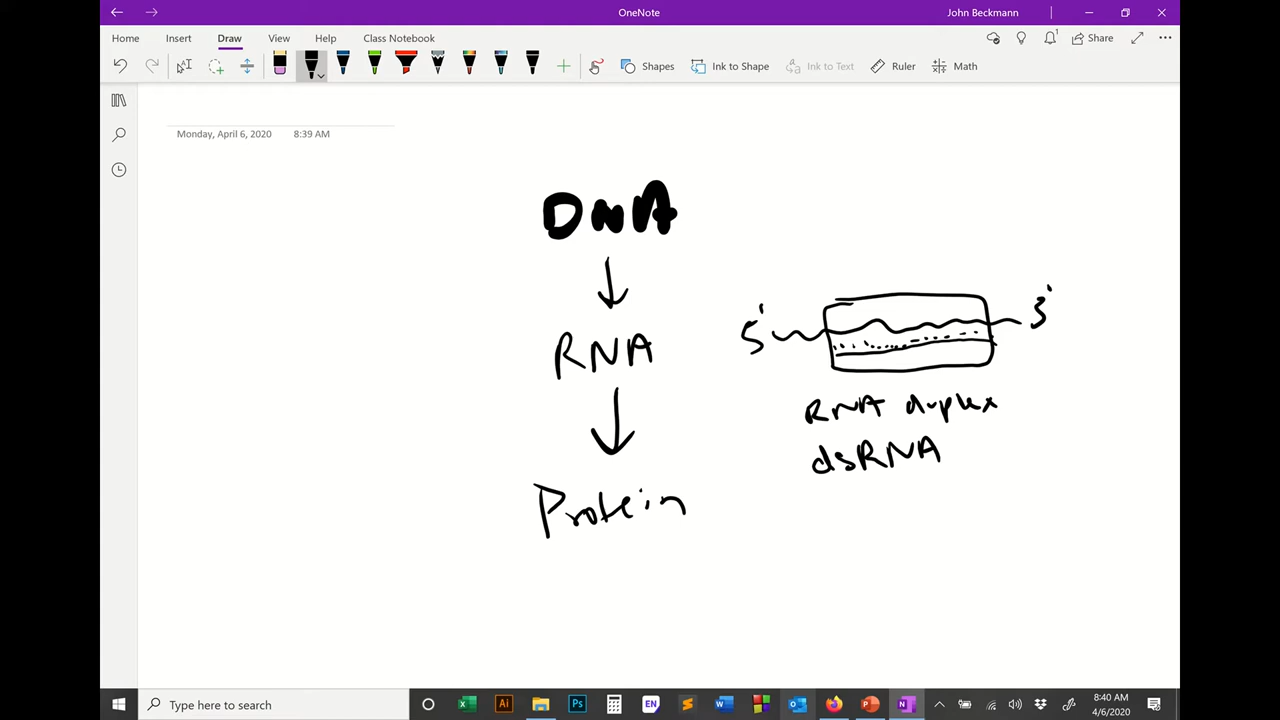 OneNote
John Beckmann
Home Insert Draw View Help Class Notebook
Share
Shapes Ink to Shape Ink to Text Ruler Math
Monday, April 6, 2020 8:39 AM
DNA
RNA
Protein
5' 3'
RNA duplex
dsRNA
Type here to search
8:40 AM
4/6/2020